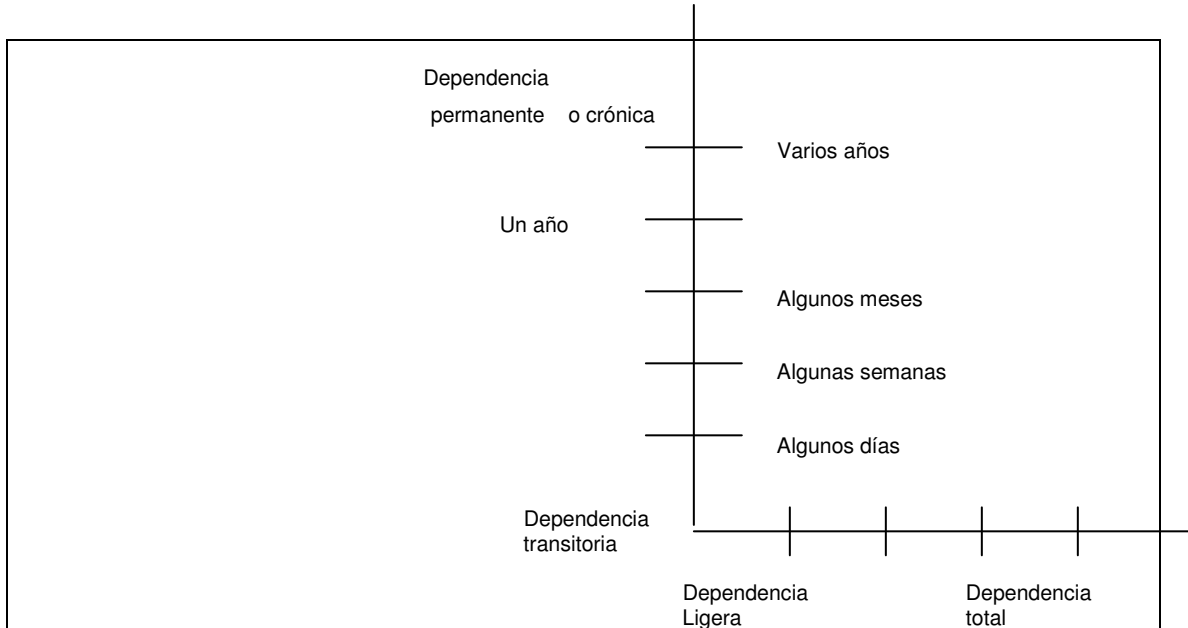 Dependencia
permanente o crónica
Varios años
Un año
Algunos meses
Algunas semanas
Algunos días
Dependencia
transitoria
Dependencia
Ligera
Dependencia
total